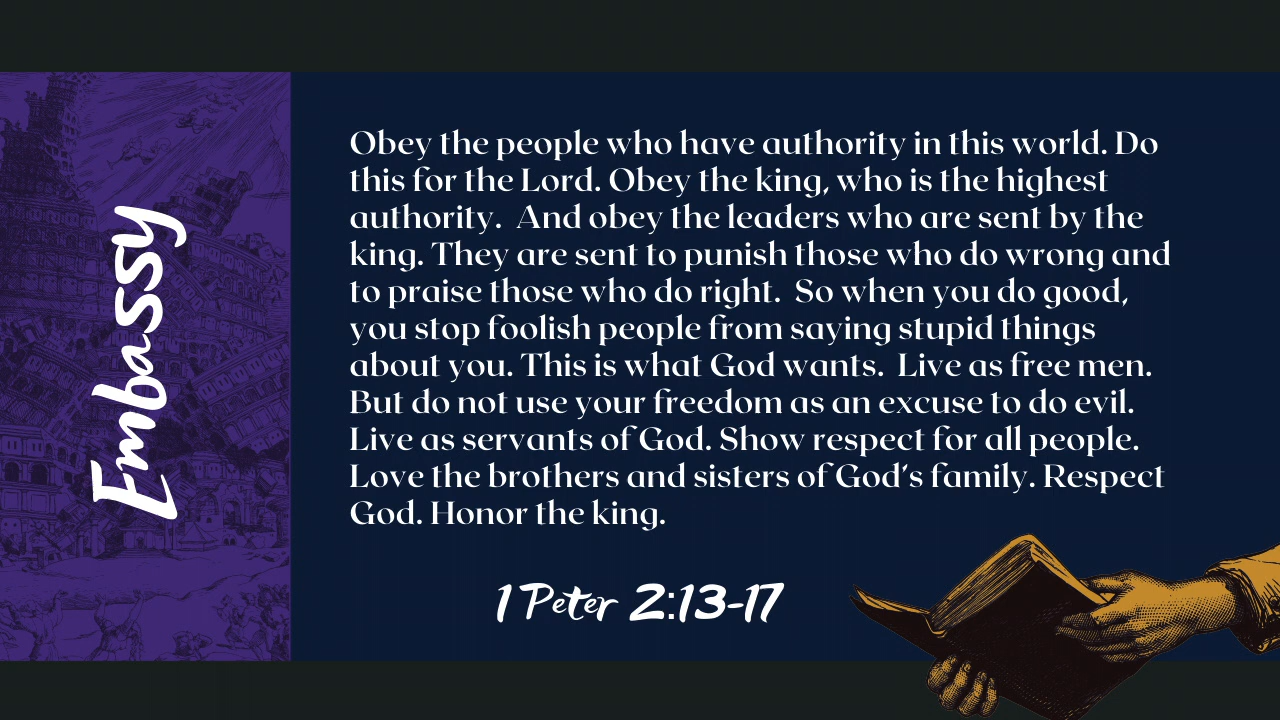 Embassy
Obey the people who have authority in this world. Do
this for the Lord. Obey the king, who is the highest
authority.  And obey the leaders who are sent by the
king. They are sent to punish those who do wrong and
to praise those who do right.  So when you do good,
you stop foolish people from saying stupid things
about you. This is what God wants.  Live as free men.
But do not use your freedom as an excuse to do evil.
Live as servants of God. Show respect for all people.
Love the brothers and sisters of God's family. Respect
God. Honor the king.
1 Peter 2:13-17